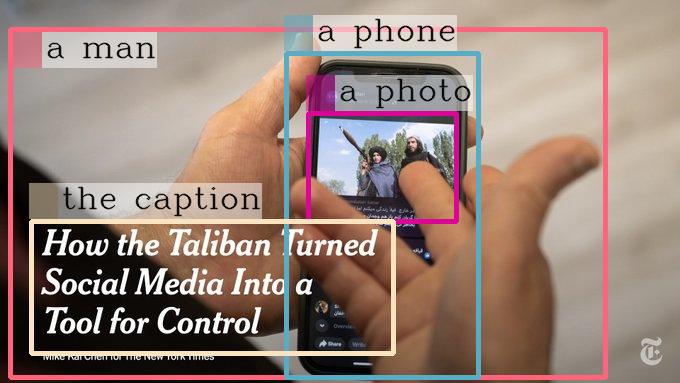 a man
a phone
a photo
the caption
How the Taliban Turned
Social Media Into a
Tool for Control
Mike Kai Chen for The New York Times
Share